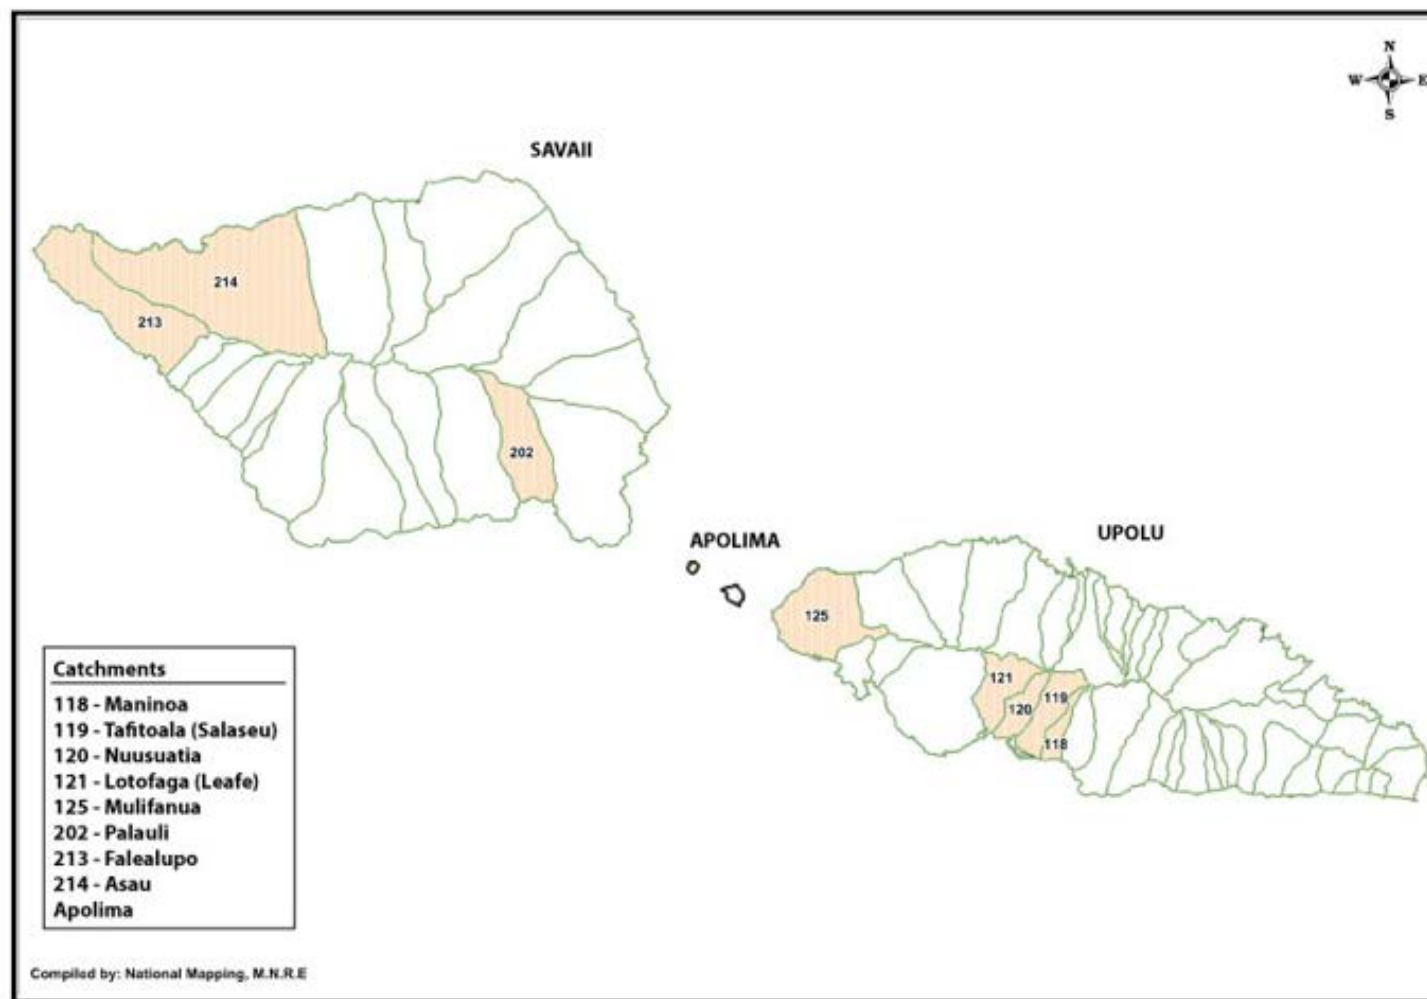 N
W E
S
SAVAII
214
213
202
APOLIMA
UPOLU
125
121
119
120
118
Catchments
118 - Maninoa
119 - Tafitoala (Salaseu)
120 - Nuusuatia
121 - Lotofaga (Leafe)
125 - Mulifanua
202 - Palauli
213 - Falealupo
214 - Asau
Apolima
Compiled by: National Mapping, M.N.R.E